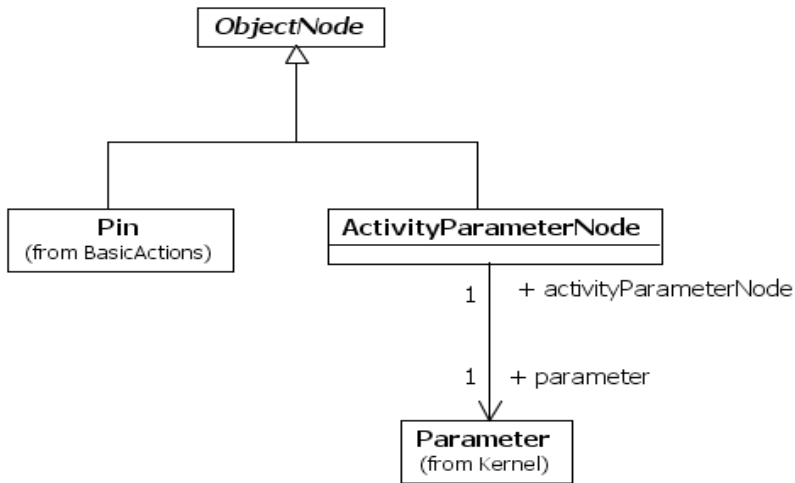 ObjectNode
Pin
(from BasicActions)
ActivityParameterNode
1
+ activityParameterNode
1
+ parameter
Parameter
(from Kernel)